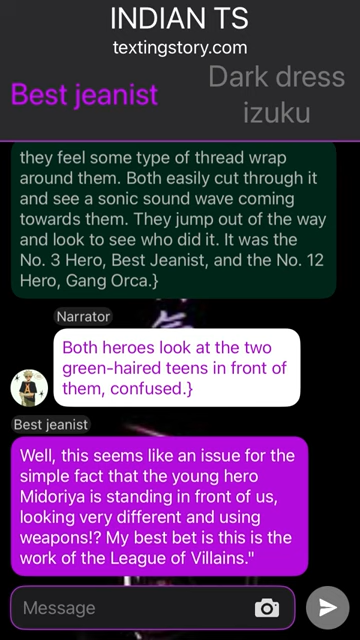 INDIAN TS
textingstory.com
Best jeanist
Dark dress
izuku
they feel some type of thread wrap
around them. Both easily cut through it
and see a sonic sound wave coming
towards them. They jump out of the way
and look to see who did it. It was the
No. 3 Hero, Best Jeanist, and the No. 12
Hero, Gang Orca.}
Narrator
Both heroes look at the two
green-haired teens in front of
them, confused.}
Best jeanist
Well, this seems like an issue for the
simple fact that the young hero
Midoriya is standing in front of us,
looking very different and using
weapons!? My best bet is this is the
work of the League of Villains."
Message